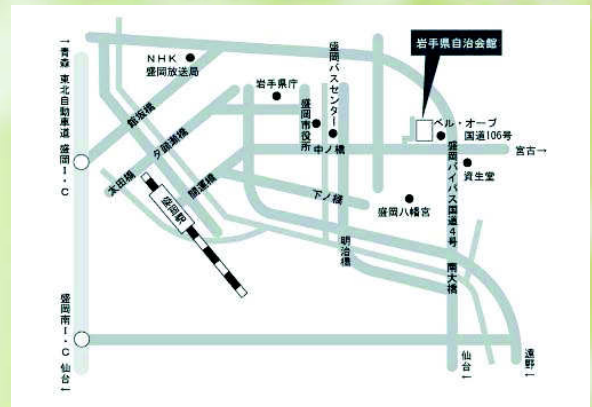 岩手県自治会館
→青森 東北自動車道 盛岡I・C
NHK
盛岡放送局
岩手県庁
盛岡バスセンター
盛岡市役所
ベル・オーブ
国道106号
宮古→
資生堂
中ノ橋
館坂橋
夕顔瀬橋
太田橋
開運橋
下ノ橋
盛岡駅
盛岡八幡宮
盛岡バイパス国道4号
明治橋
南大橋
盛岡南I・C
仙台←
仙台←
遠野←